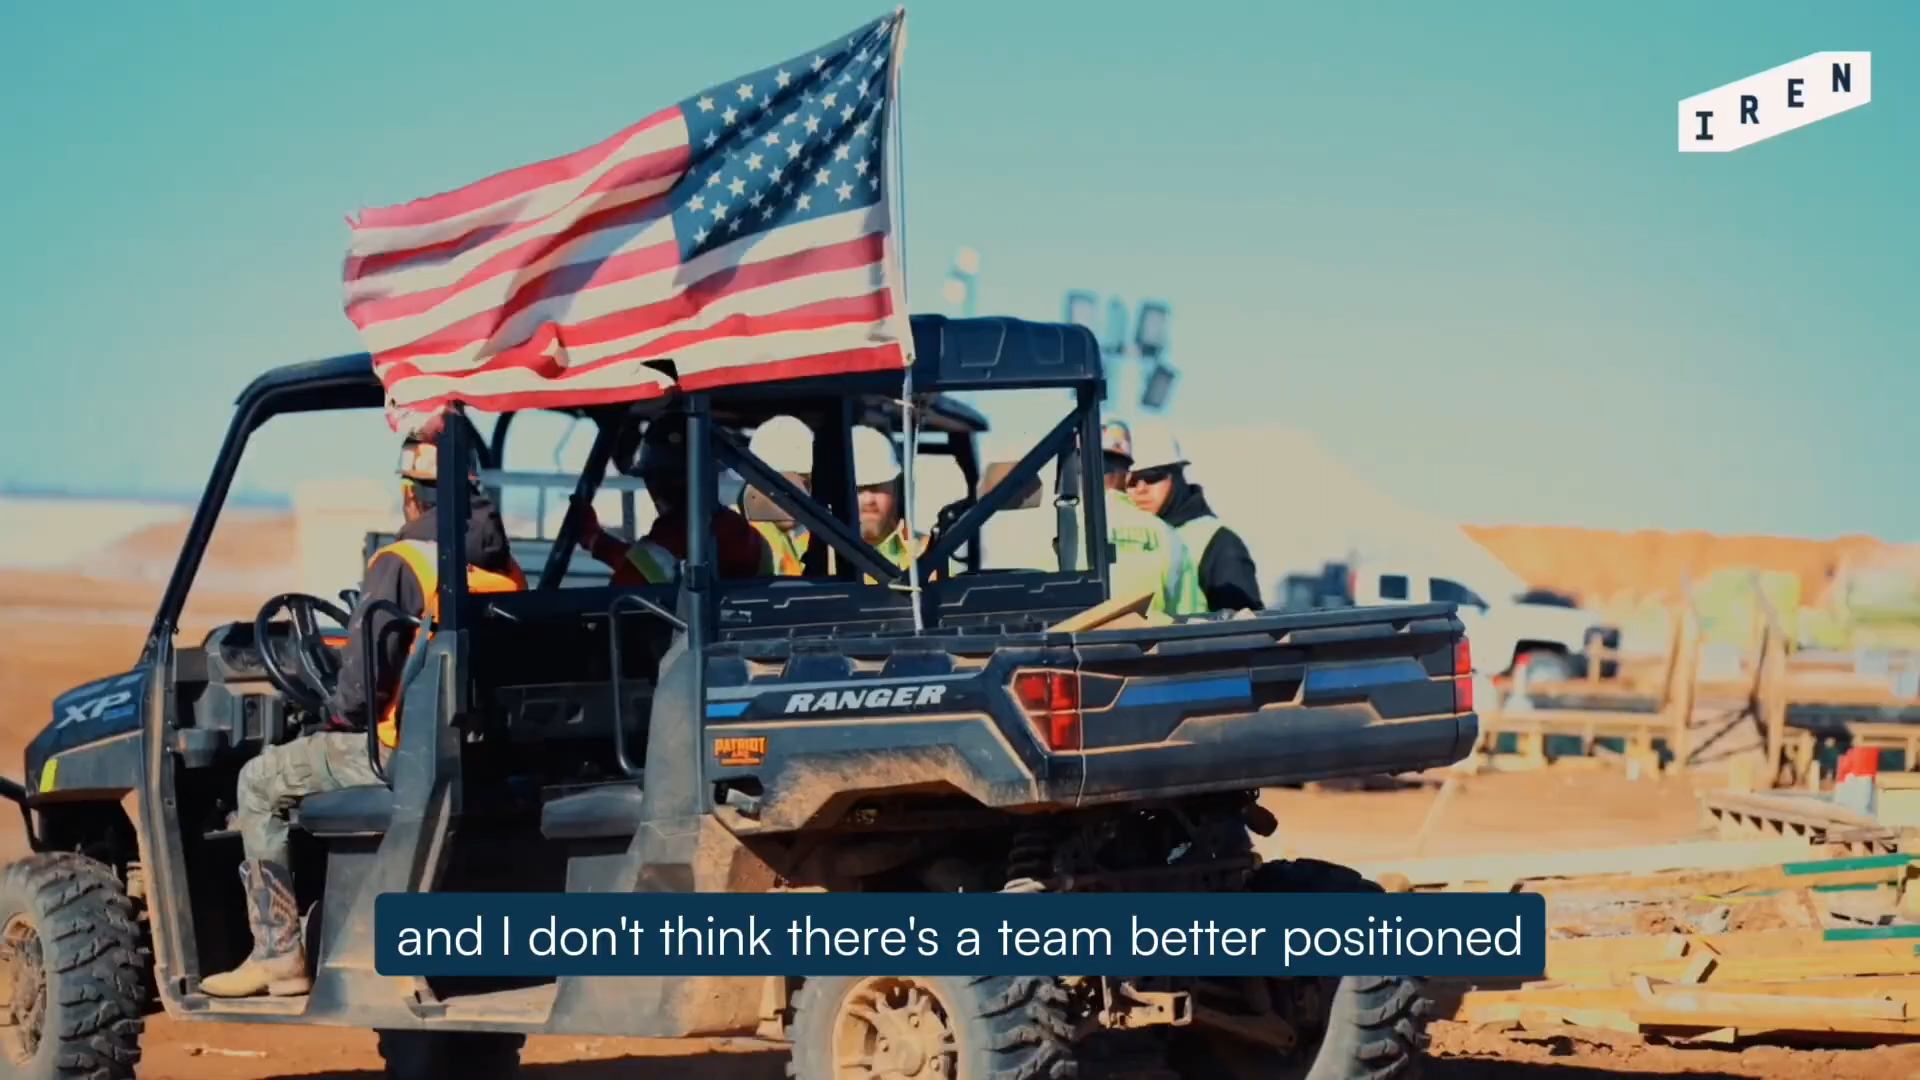 IREN
XP
RANGER
PATRIOT
and I don't think there's a team better positioned